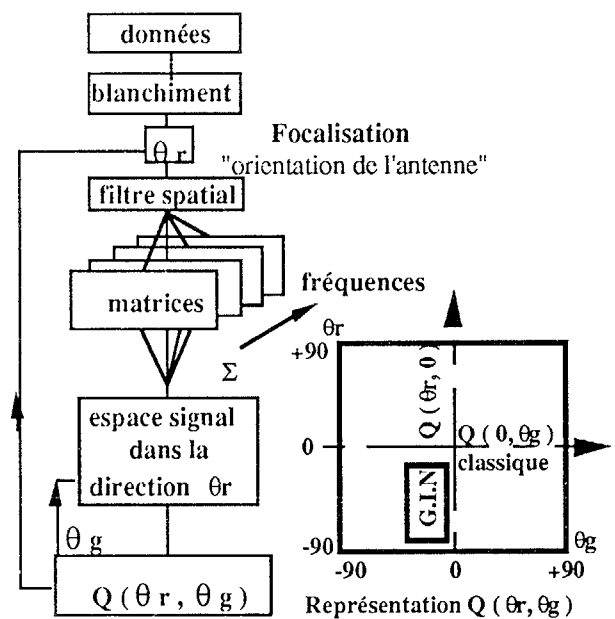 données
blanchiment
θ r
Focalisation
"orientation de l'antenne"
filtre spatial
matrices
fréquences
Σ
espace signal
dans la
direction θr
θ g
Q ( θ r , θ g )
θr
+90
Q ( θr, 0)
Q ( 0, θg)
classique
0
G.I.N
θg
-90
-90
0
+90
Représentation Q (θr, θg)